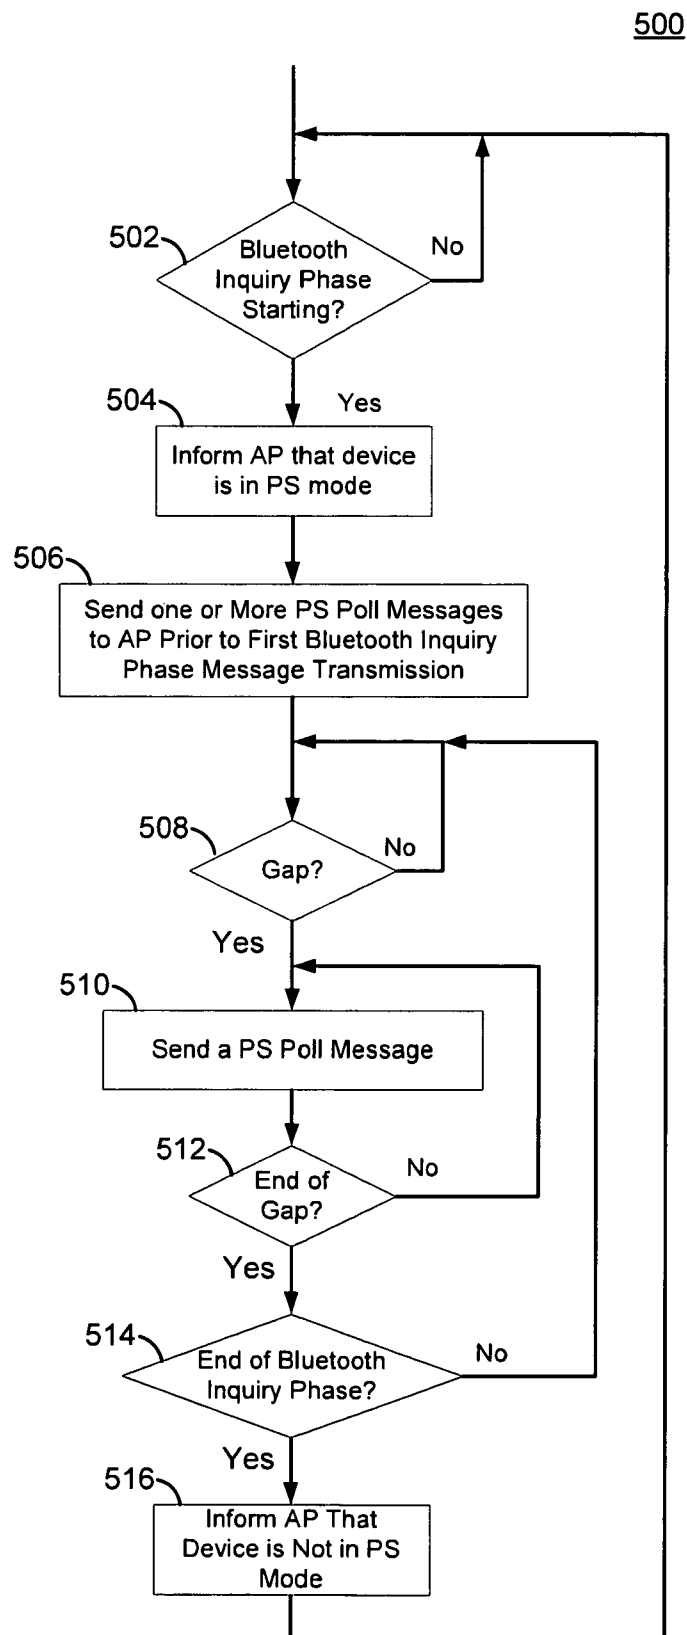 500
502
Bluetooth
Inquiry Phase
Starting?
No
Yes
504
Inform AP that device
is in PS mode
506
Send one or More PS Poll Messages
to AP Prior to First Bluetooth Inquiry
Phase Message Transmission
508
Gap?
No
Yes
510
Send a PS Poll Message
512
End of
Gap?
No
Yes
514
End of Bluetooth
Inquiry Phase?
No
Yes
516
Inform AP That
Device is Not in PS
Mode